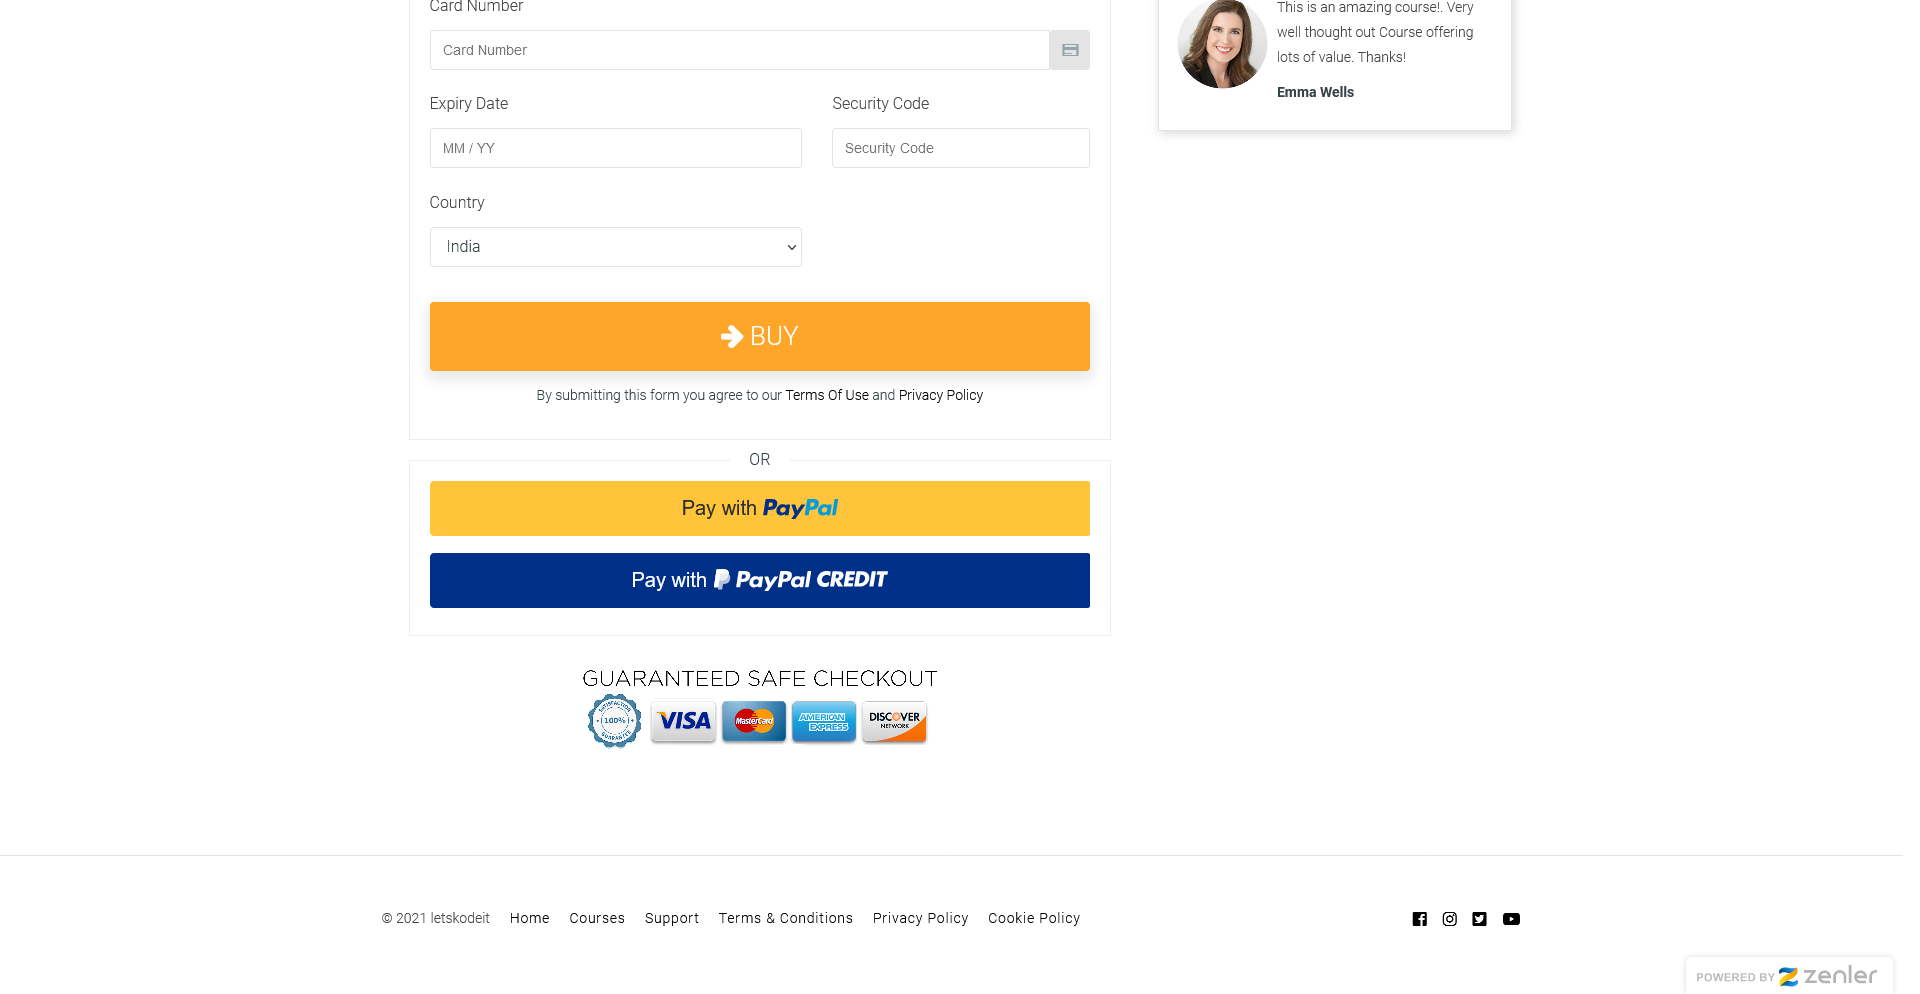 Card Number
Card Number
Expiry Date
Security Code
MM / YY
Security Code
Country
India
BUY
By submitting this form you agree to our Terms Of Use and Privacy Policy
OR
Pay with PayPal
Pay with PayPal CREDIT
GUARANTEED SAFE CHECKOUT
SATISFACTION
100%
GUARANTEE
VISA
MasterCard
AMERICAN EXPRESS
DISCOVER NETWORK
This is an amazing course!. Very
well thought out Course offering
lots of value. Thanks!
Emma Wells
© 2021 letskodeit Home Courses Support Terms & Conditions Privacy Policy Cookie Policy
POWERED BY zenler